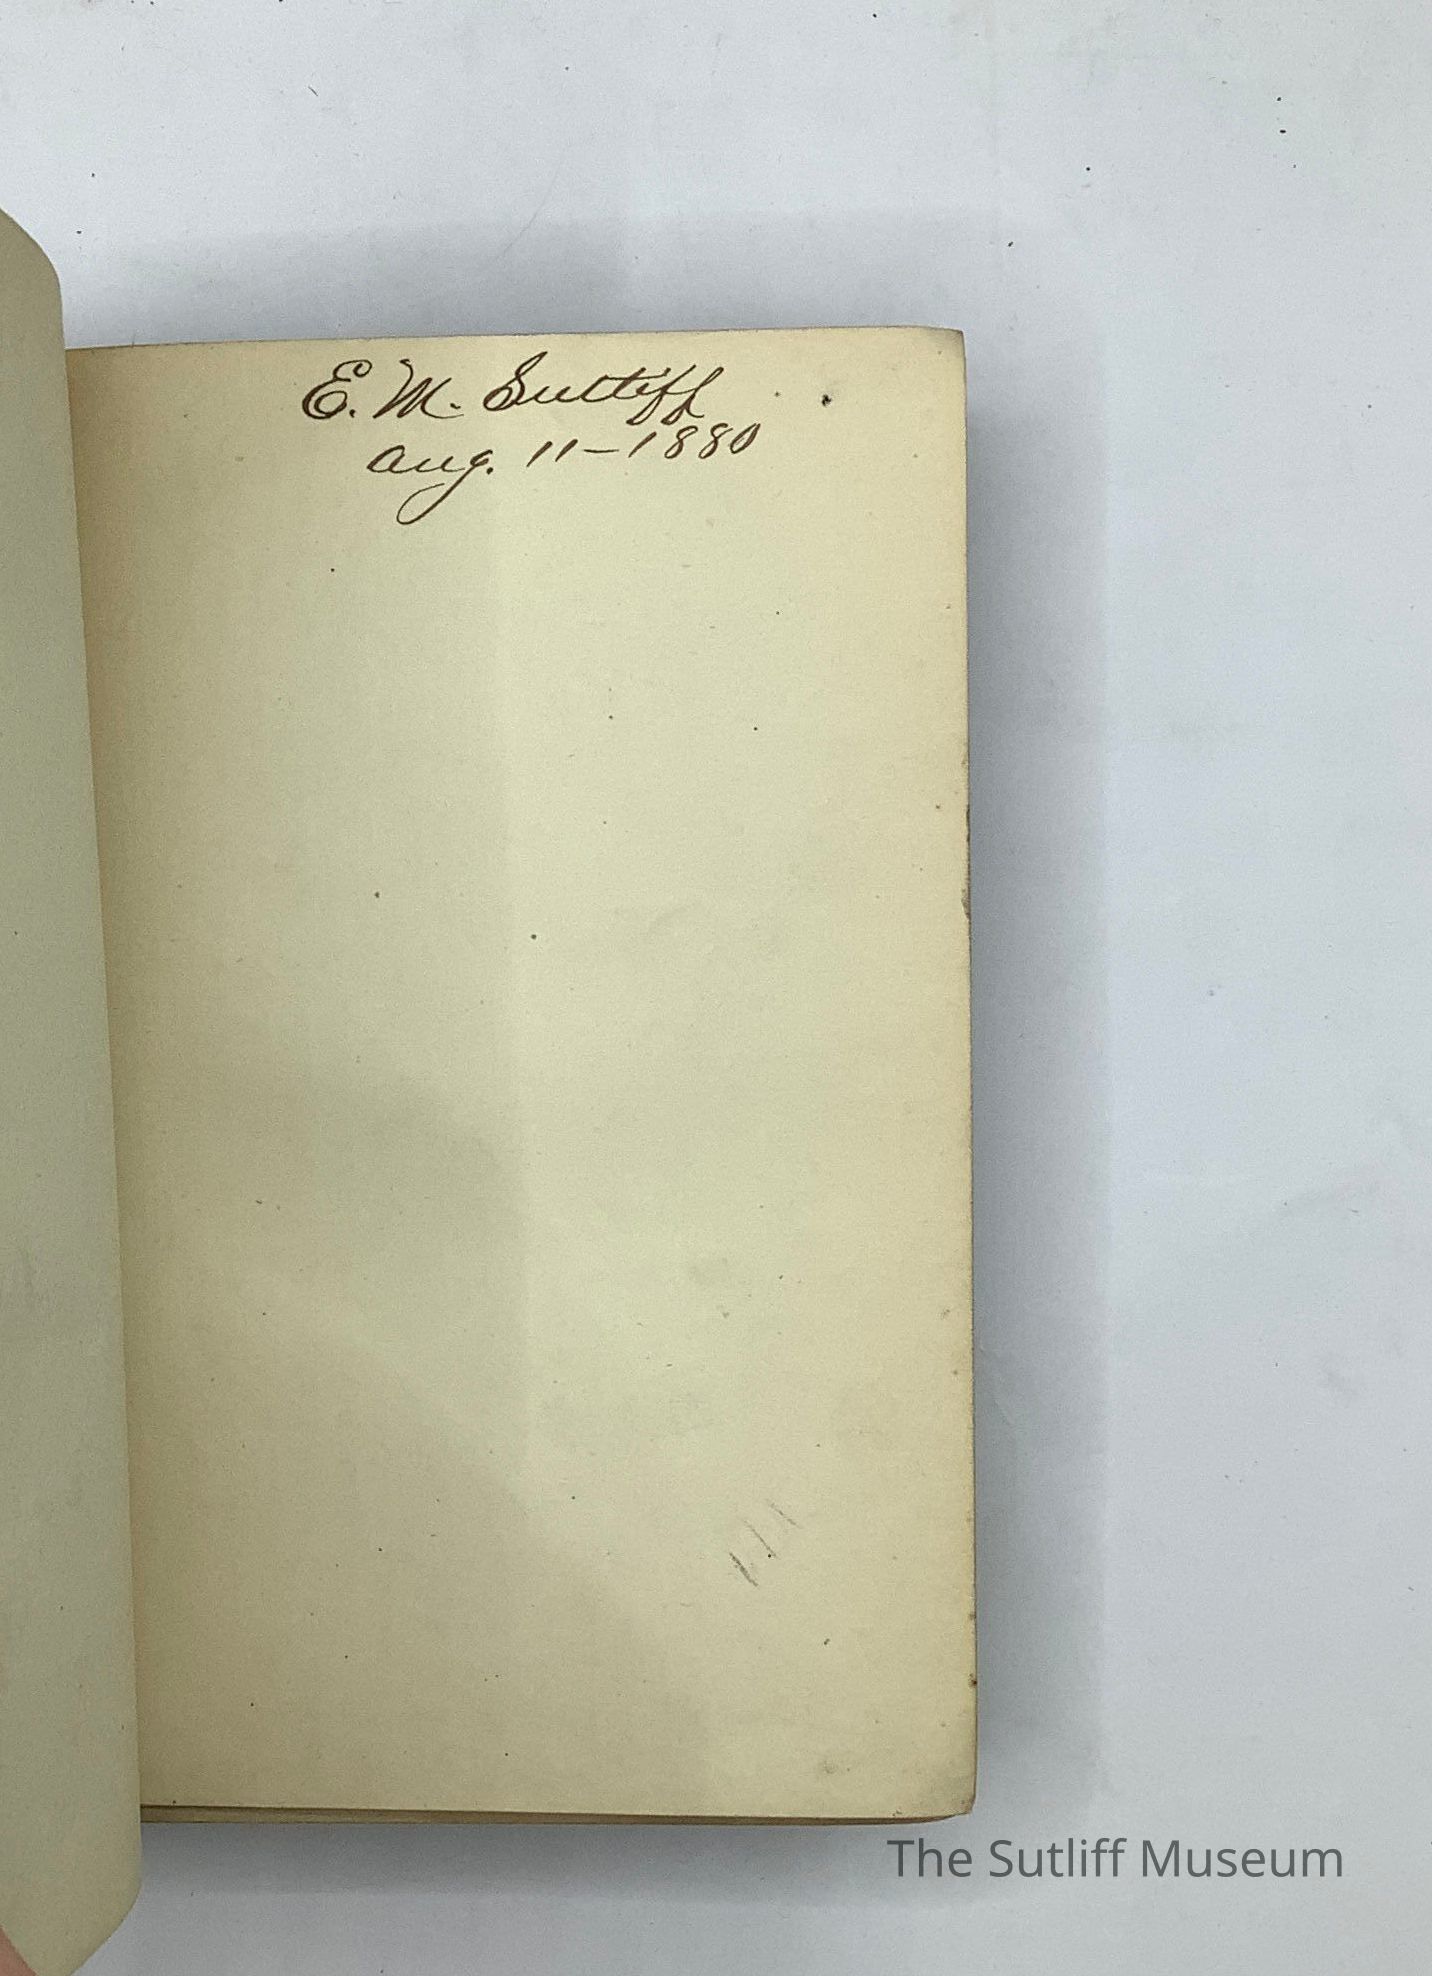 E. M. Sutliff
Aug. 11-1880
The Sutliff Museum